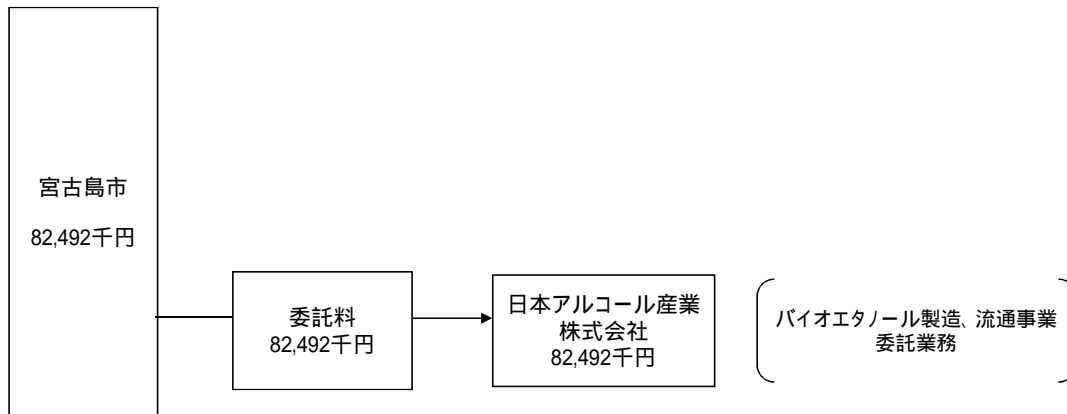 宮古島市
82,492千円
委託料
82,492千円
日本アルコール産業
株式会社
82,492千円
バイオエタノール製造、流通事業
委託業務